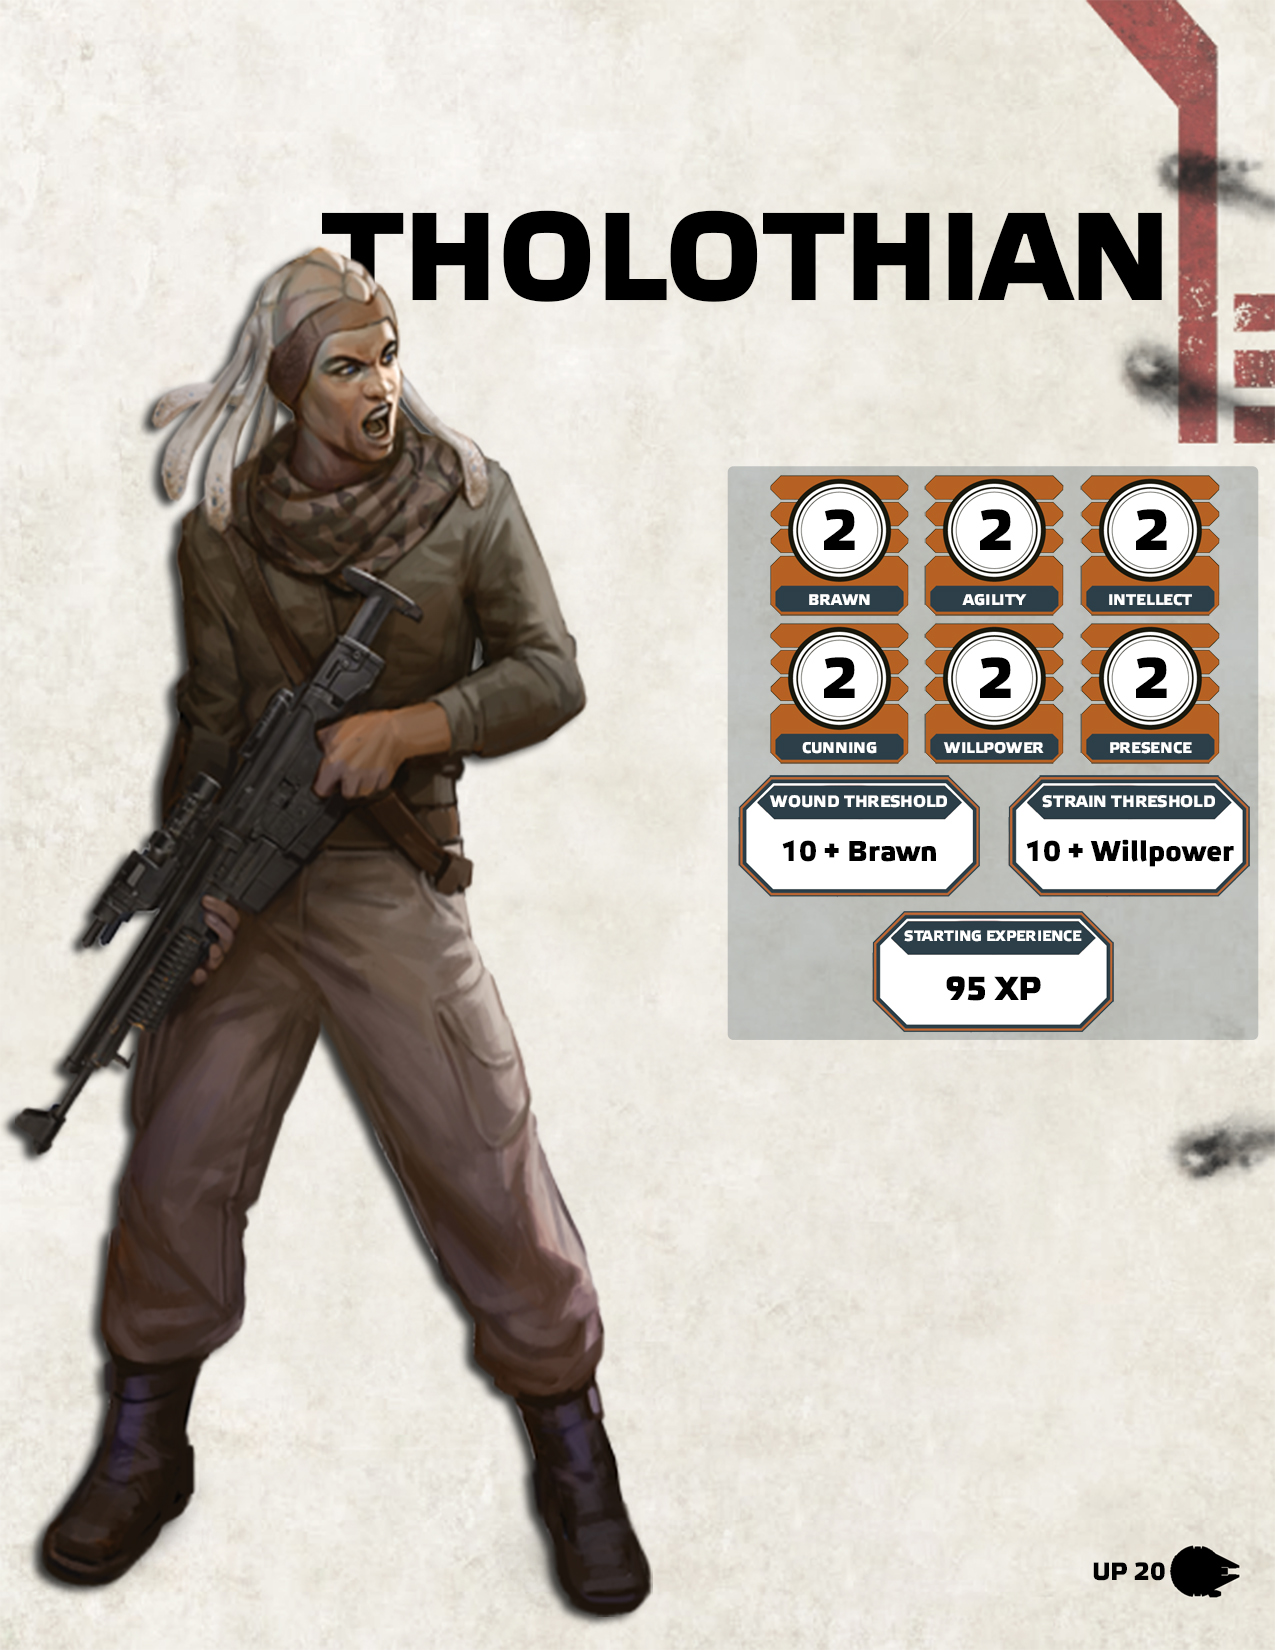 THOLOTHIAN
2 2 2
BRAWN AGILITY INTELLECT
2 2 2
CUNNING WILLPOWER PRESENCE
WOUND THRESHOLD STRAIN THRESHOLD
10 + Brawn 10 + Willpower
STARTING EXPERIENCE
95 XP
UP 20